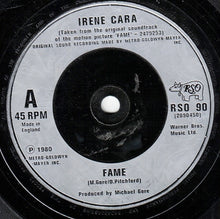 IRENE CARA
(Taken from the original soundtrack
of the motion picture 'FAME' - 2479253)
ORIGINAL SOUND RECORDING MADE BY METRO-GOLDWYN
MAYER INC.
A
45 RPM
Made in
England
RSO
RSO 90
(2090450)
℗ 1980
METRO-GOLDWYN
MAYER INC.
Warner Bros.
Music Ltd.
FAME
(M.Gore/D.Pitchford)
Produced by Michael Gore